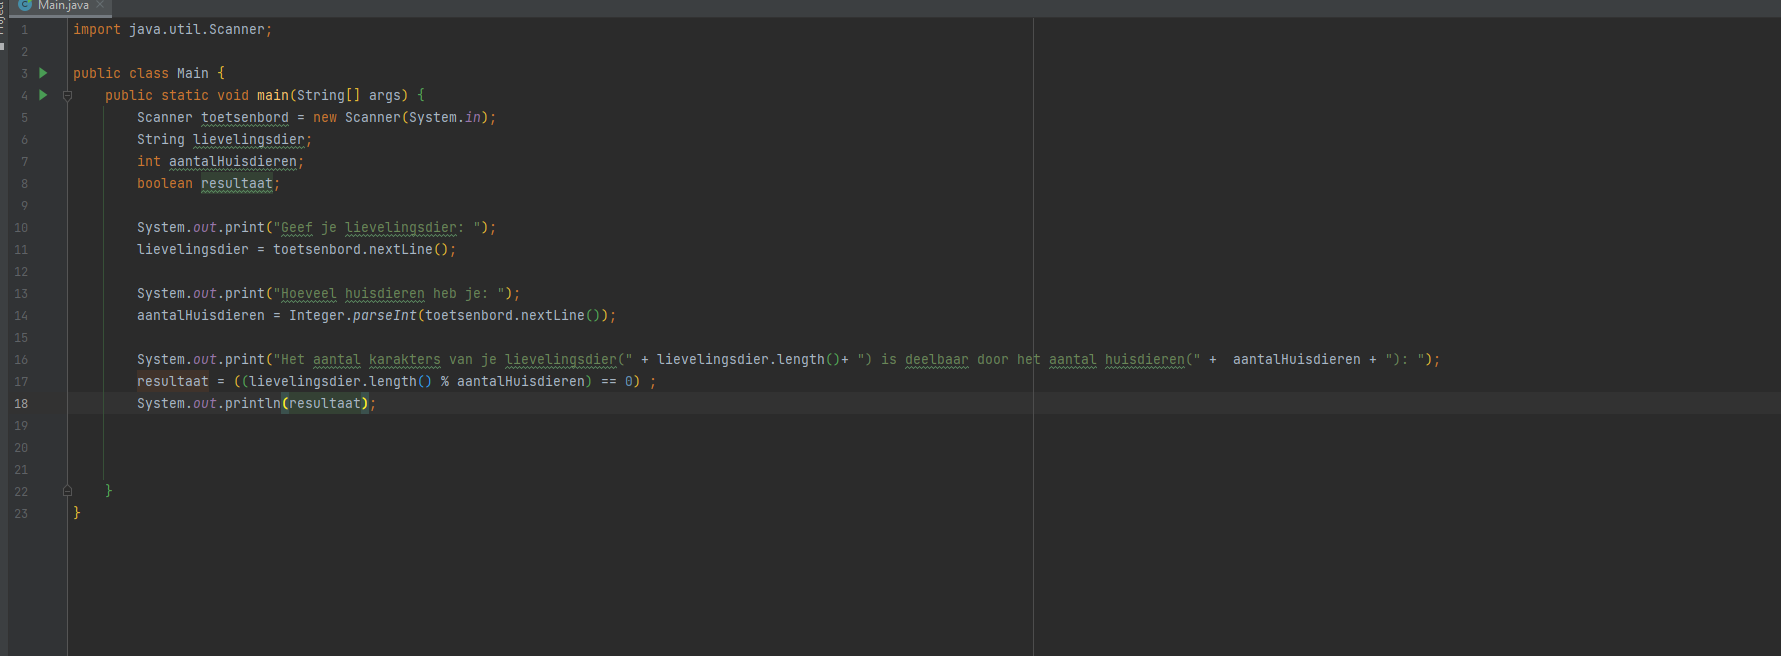 Main.java
1 import java.util.Scanner;
2
3 public class Main {
4 public static void main(String[] args) {
5 Scanner toetsenbord = new Scanner(System.in);
6 String lievelingsdier;
7 int aantalHuisdieren;
8 boolean resultaat;
9
10 System.out.print("Geef je lievelingsdier: ");
11 lievelingsdier = toetsenbord.nextLine();
12
13 System.out.print("Hoeveel huisdieren heb je: ");
14 aantalHuisdieren = Integer.parseInt(toetsenbord.nextLine());
15
16 System.out.print("Het aantal karakters van je lievelingsdier(" + lievelingsdier.length()+ ") is deelbaar door het aantal huisdieren(" +  aantalHuisdieren + "): ");
17 resultaat = ((lievelingsdier.length() % aantalHuisdieren) == 0) ;
18 System.out.println(resultaat);
19
20
21
22 }
23 }